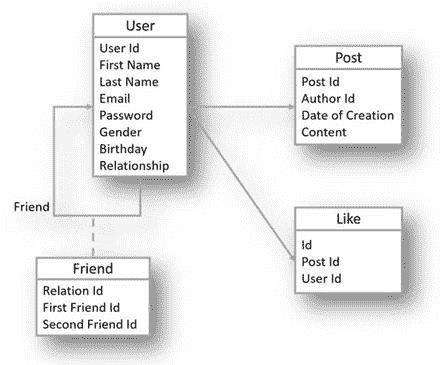 User
User Id
First Name
Last Name
Email
Password
Gender
Birthday
Relationship
Post
Post Id
Author Id
Date of Creation
Content
Friend
Like
Id
Post Id
User Id
Friend
Relation Id
First Friend Id
Second Friend Id